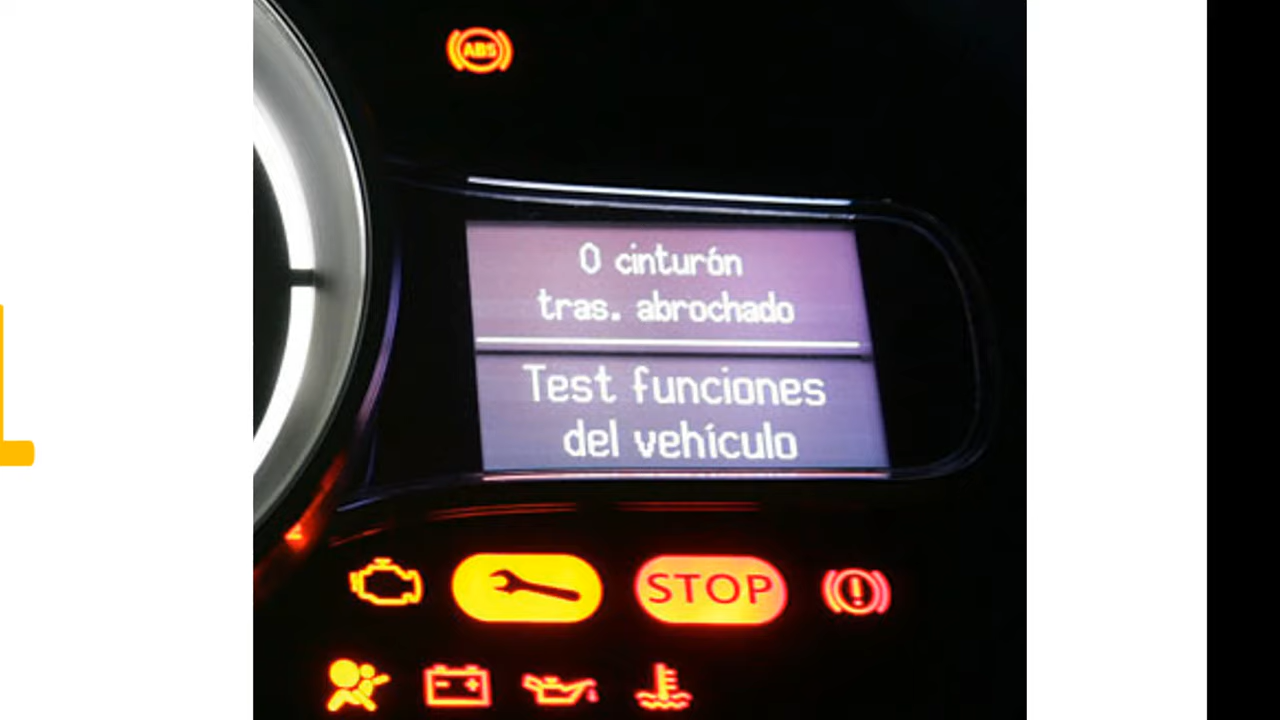 ABS
0 cinturón
tras. abrochado
Test funciones
del vehículo
STOP